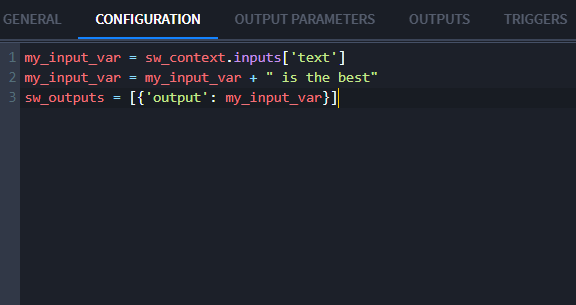 GENERAL CONFIGURATION OUTPUT PARAMETERS OUTPUTS TRIGGERS
1 my_input_var = sw_context.inputs['text']
2 my_input_var = my_input_var + " is the best"
3 sw_outputs = [{'output': my_input_var}]